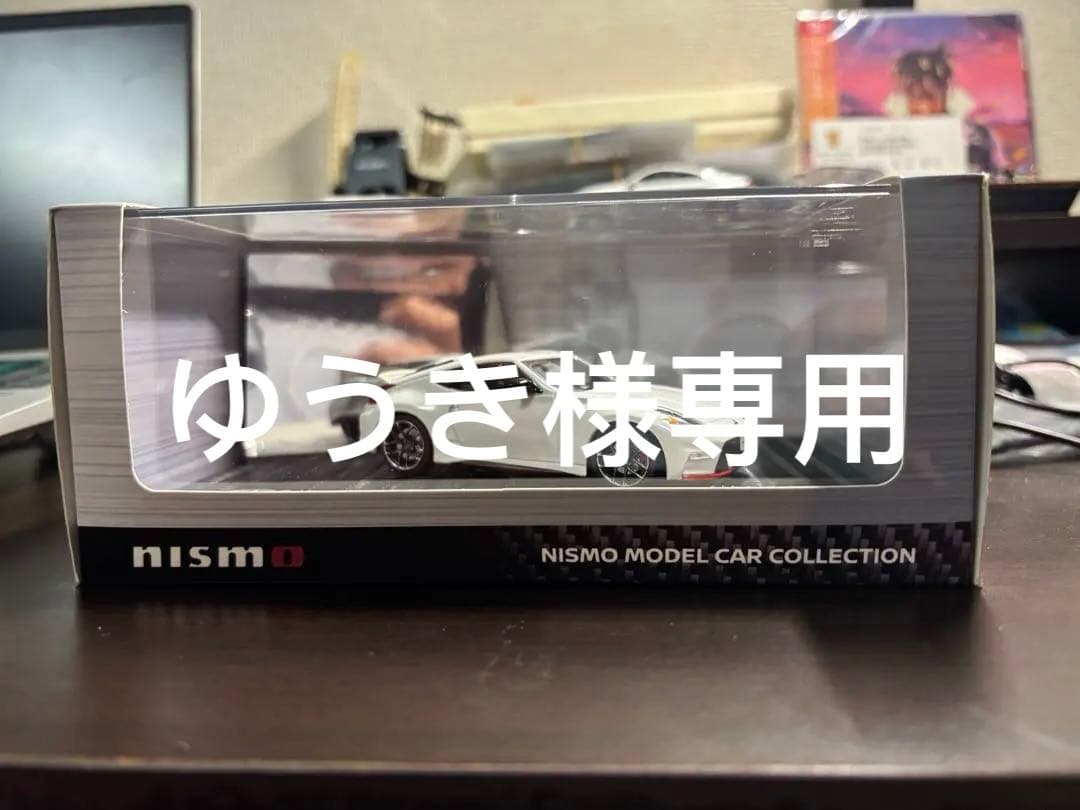 ゆうき様専用
nismo
NISMO MODEL CAR COLLECTION